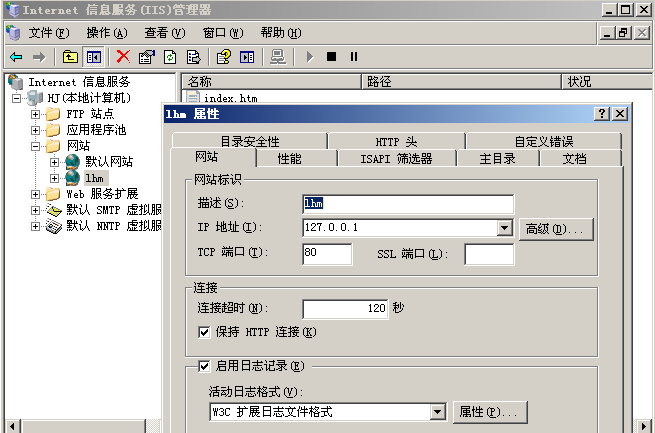 Internet 信息服务(IIS)管理器
文件(F) 操作(A) 查看(V) 窗口(W) 帮助(H)
Internet 信息服务
HJ(本地计算机)
FTP 站点
应用程序池
网站
默认网站
lhm
Web 服务扩展
默认 SMTP 虚拟服
默认 NNTP 虚拟服
名称 路径 状况
index.htm
lhm 属性
目录安全性 HTTP 头 自定义错误
网站 性能 ISAPI 筛选器 主目录 文档
网站标识
描述(S): lhm
IP 地址(I): 127.0.0.1 高级(D)...
TCP 端口(T): 80 SSL 端口(L):
连接
连接超时(N): 120 秒
保持 HTTP 连接(K)
启用日志记录(E)
活动日志格式(V):
W3C 扩展日志文件格式 属性(P)...